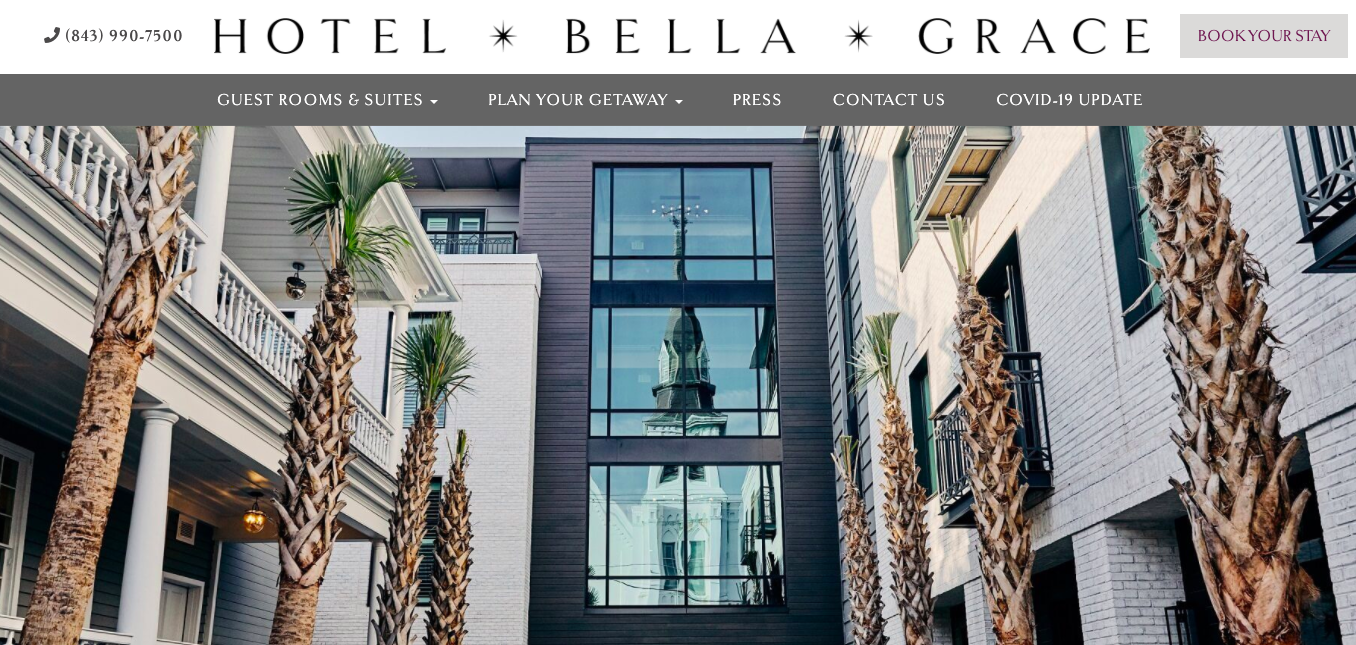 (843) 990-7500
HOTEL ✷ BELLA ✷ GRACE
BOOK YOUR STAY
GUEST ROOMS & SUITES
PLAN YOUR GETAWAY
PRESS
CONTACT US
COVID-19 UPDATE